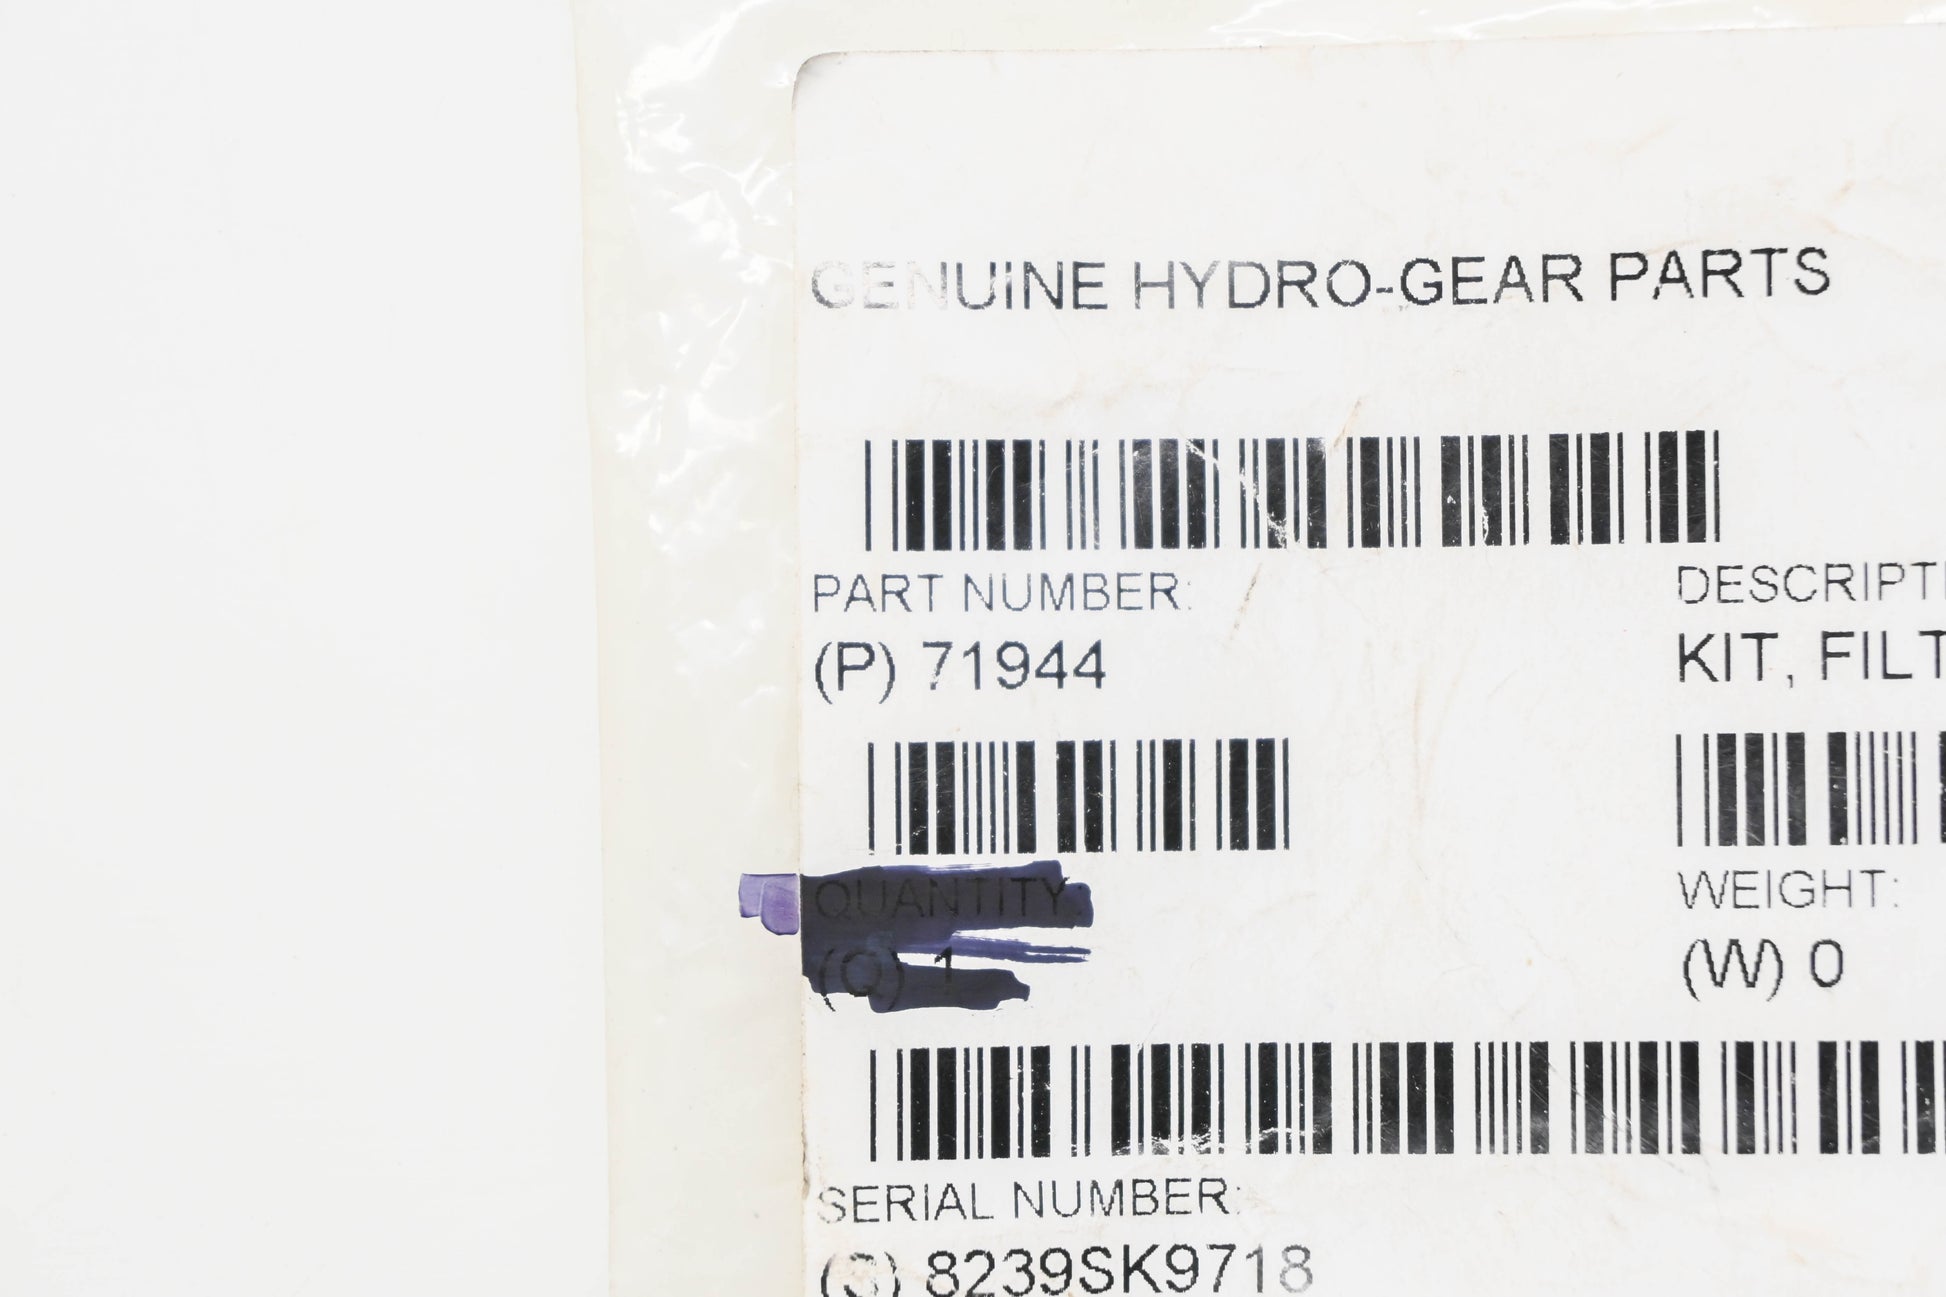 GENUINE HYDRO-GEAR PARTS
PART NUMBER:
(P) 71944
DESCRIPTI
KIT, FILT
QUANTITY:
(Q) 1
WEIGHT:
(W) 0
SERIAL NUMBER:
(S) 8239SK9718